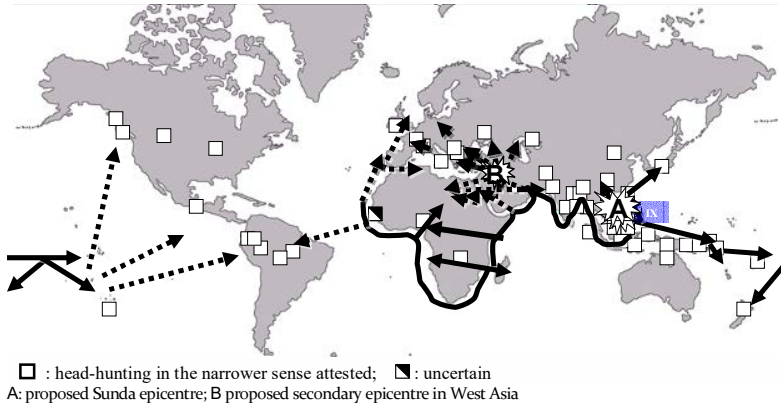 B
A
IX
: head-hunting in the narrower sense attested; : uncertain
A: proposed Sunda epicentre; B proposed secondary epicentre in West Asia